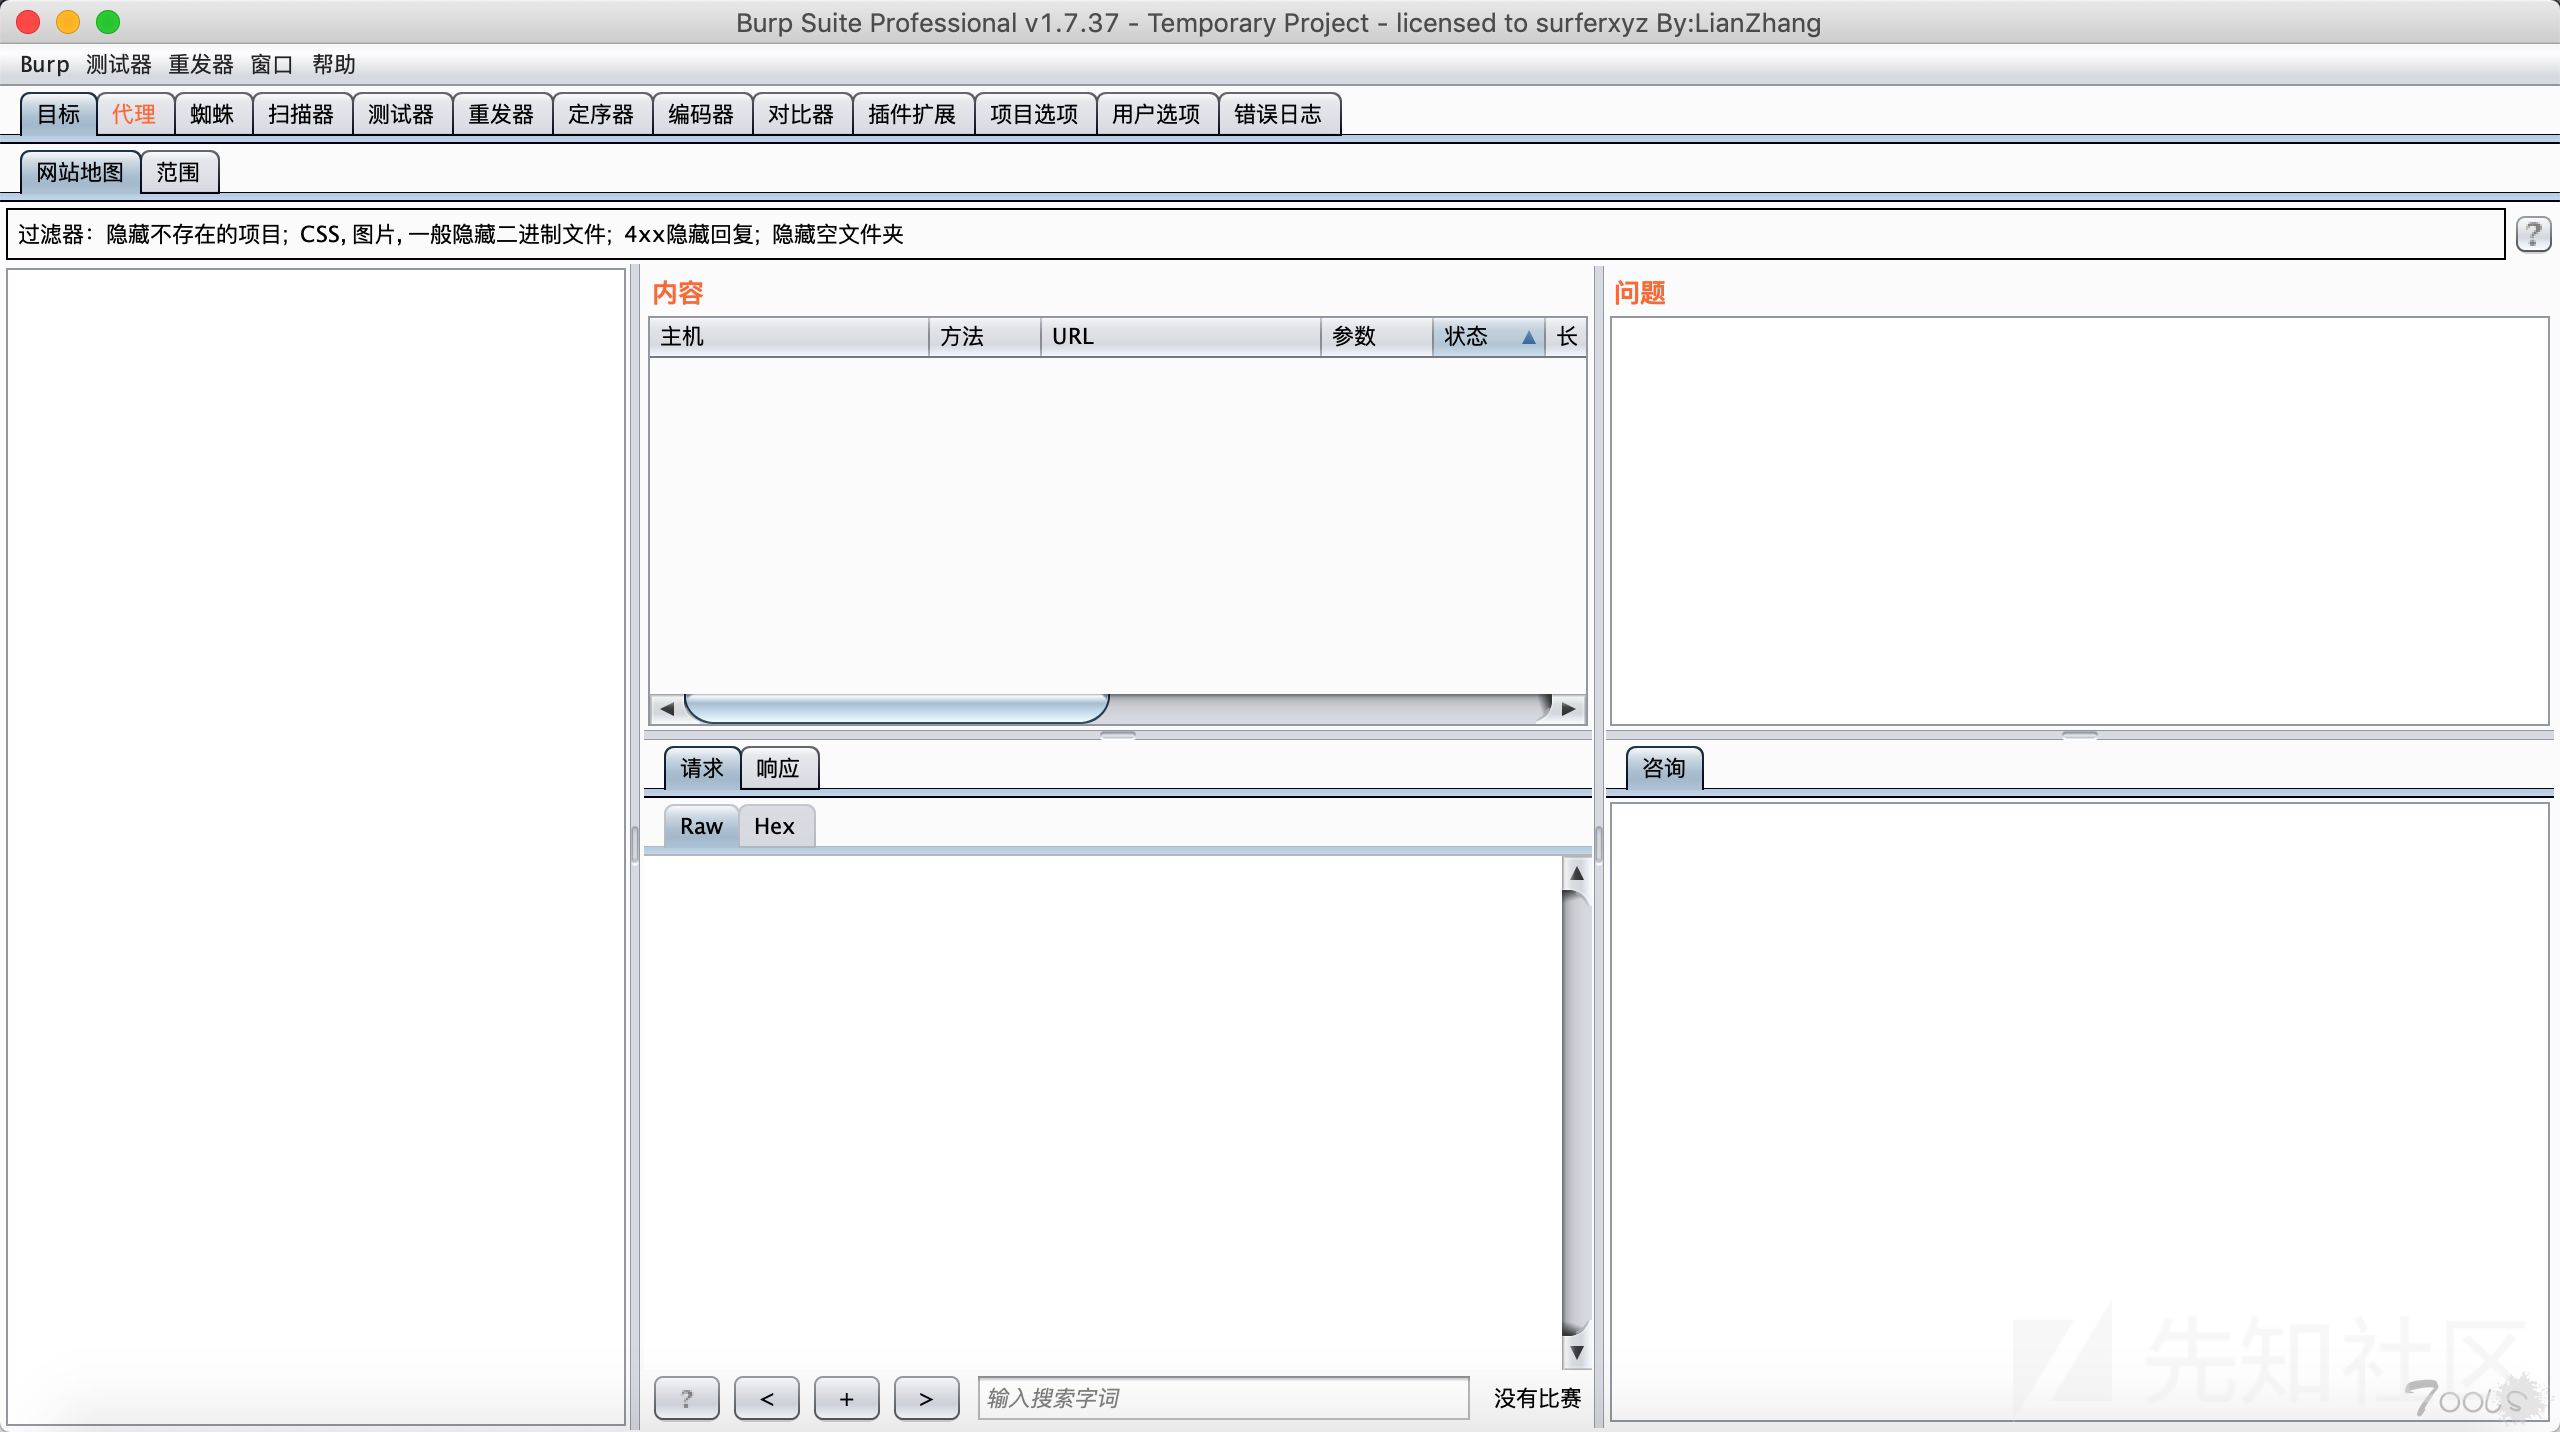 Burp Suite Professional v1.7.37 - Temporary Project - licensed to surferxyz By:LianZhang
Burp 测试器 重发器 窗口 帮助
目标 代理 蜘蛛 扫描器 测试器 重发器 定序器 编码器 对比器 插件扩展 项目选项 用户选项 错误日志
网站地图 范围
过滤器：隐藏不存在的项目；CSS, 图片, 一般隐藏二进制文件；4xx隐藏回复；隐藏空文件夹
?
内容
主机 方法 URL 参数 状态 长
问题
请求 响应
Raw Hex
咨询
? < + > 输入搜索字词 没有比赛
先知社区
Tools